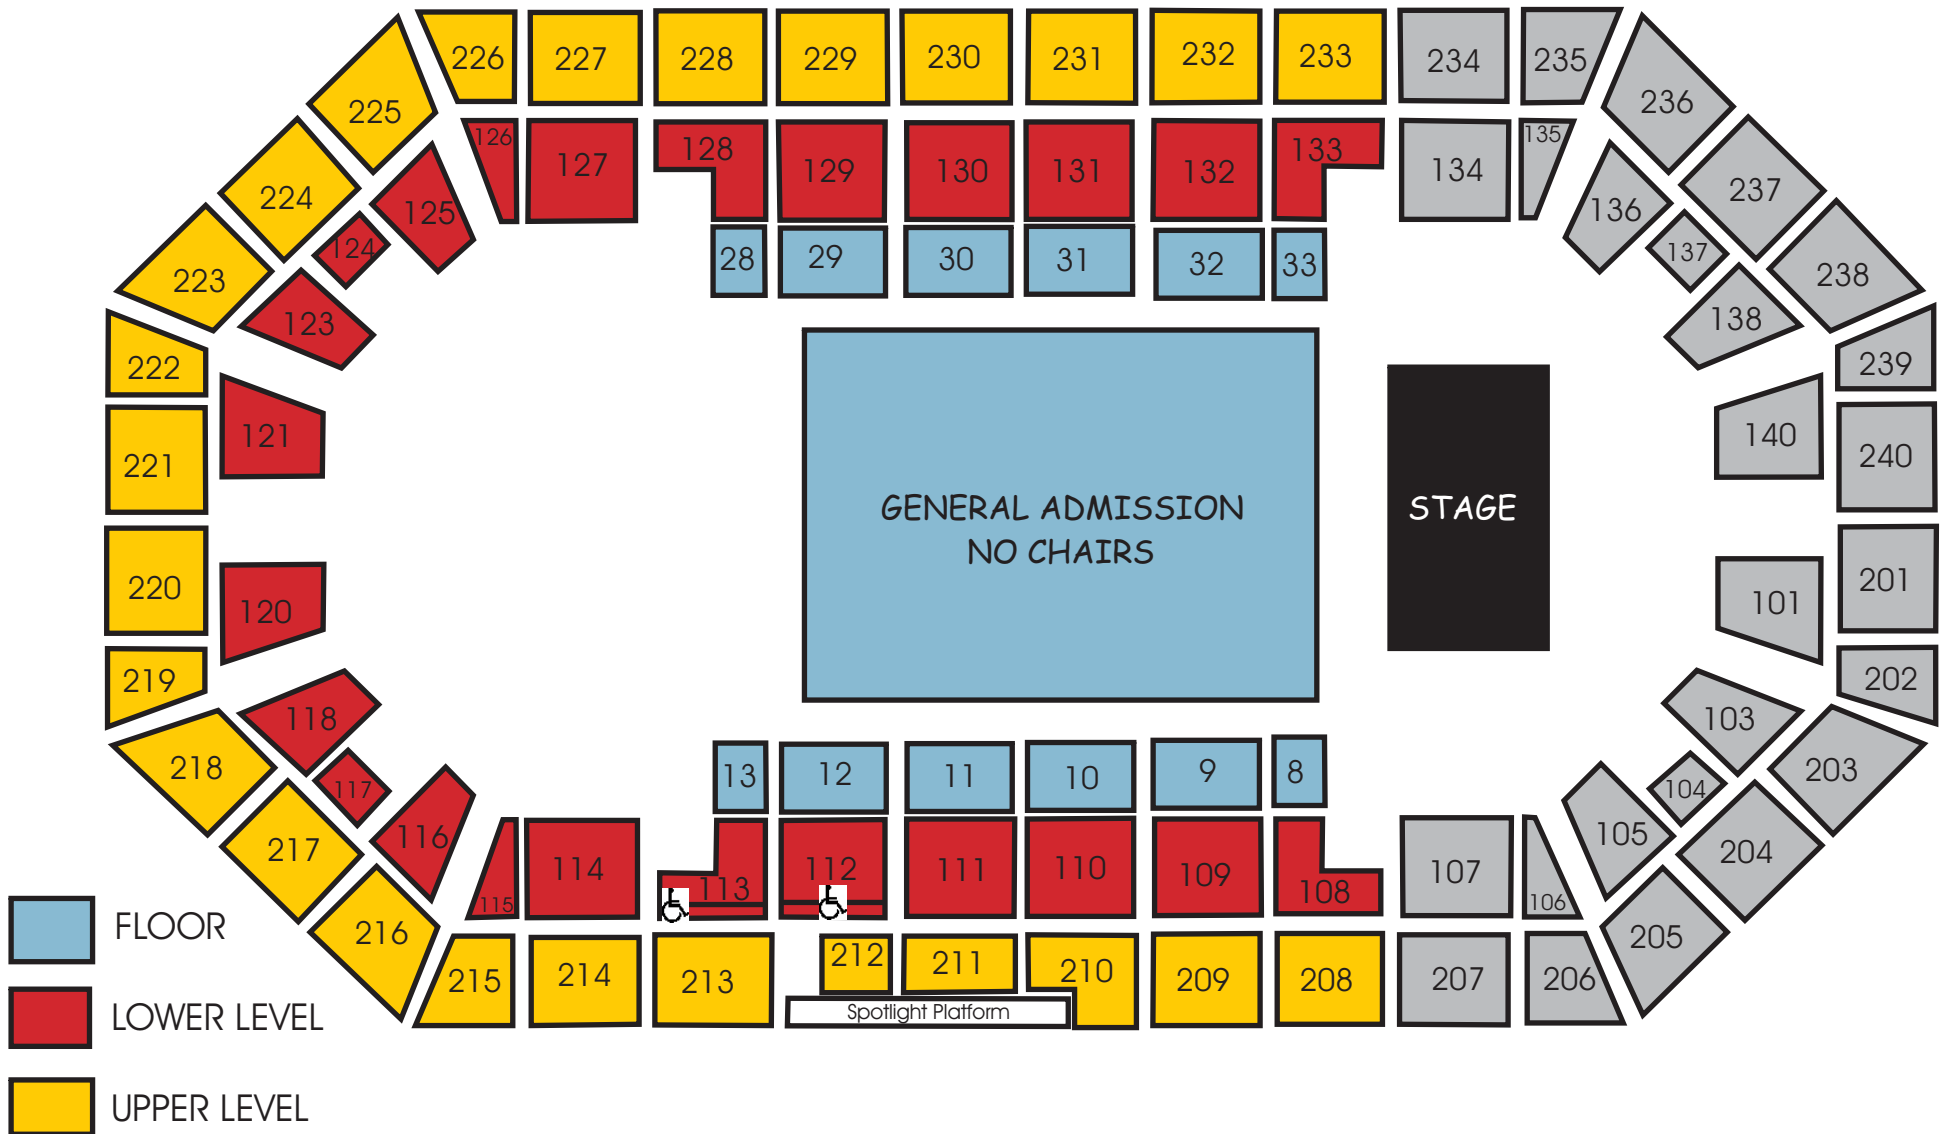 226 227 228 229 230 231 232 233 234 235
225 236
126 127 128 129 130 131 132 133 134 135
224 125 136 237
124 137
223 123 28 29 30 31 32 33 138 238
222 239
121 140
221 240
GENERAL ADMISSION
NO CHAIRS
STAGE
220 120 101 201
219 202
118 103
218 13 12 11 10 9 8 203
117 104
217 116 105 204
114 113 112 111 110 109 108 107
115 106
216 205
215 214 213 212 211 210 209 208 207 206
Spotlight Platform
FLOOR
LOWER LEVEL
UPPER LEVEL